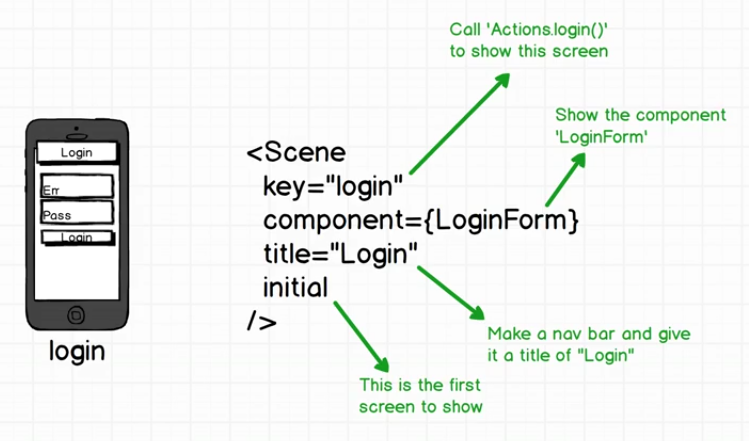 Call 'Actions.login()'
to show this screen
Show the component
'LoginForm'
Login
Err
Pass
Login
login
<Scene
key="login"
component={LoginForm}
title="Login"
initial
/>
Make a nav bar and give
it a title of "Login"
This is the first
screen to show